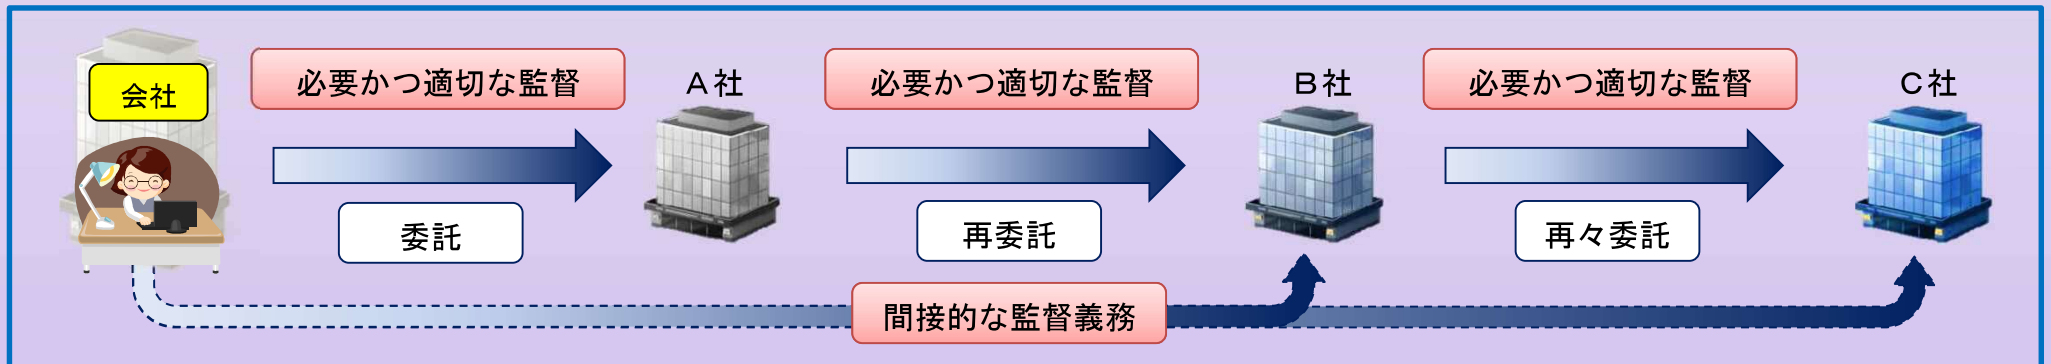 会社
必要かつ適切な監督
Ａ社
必要かつ適切な監督
Ｂ社
必要かつ適切な監督
Ｃ社
委託
再委託
再々委託
間接的な監督義務